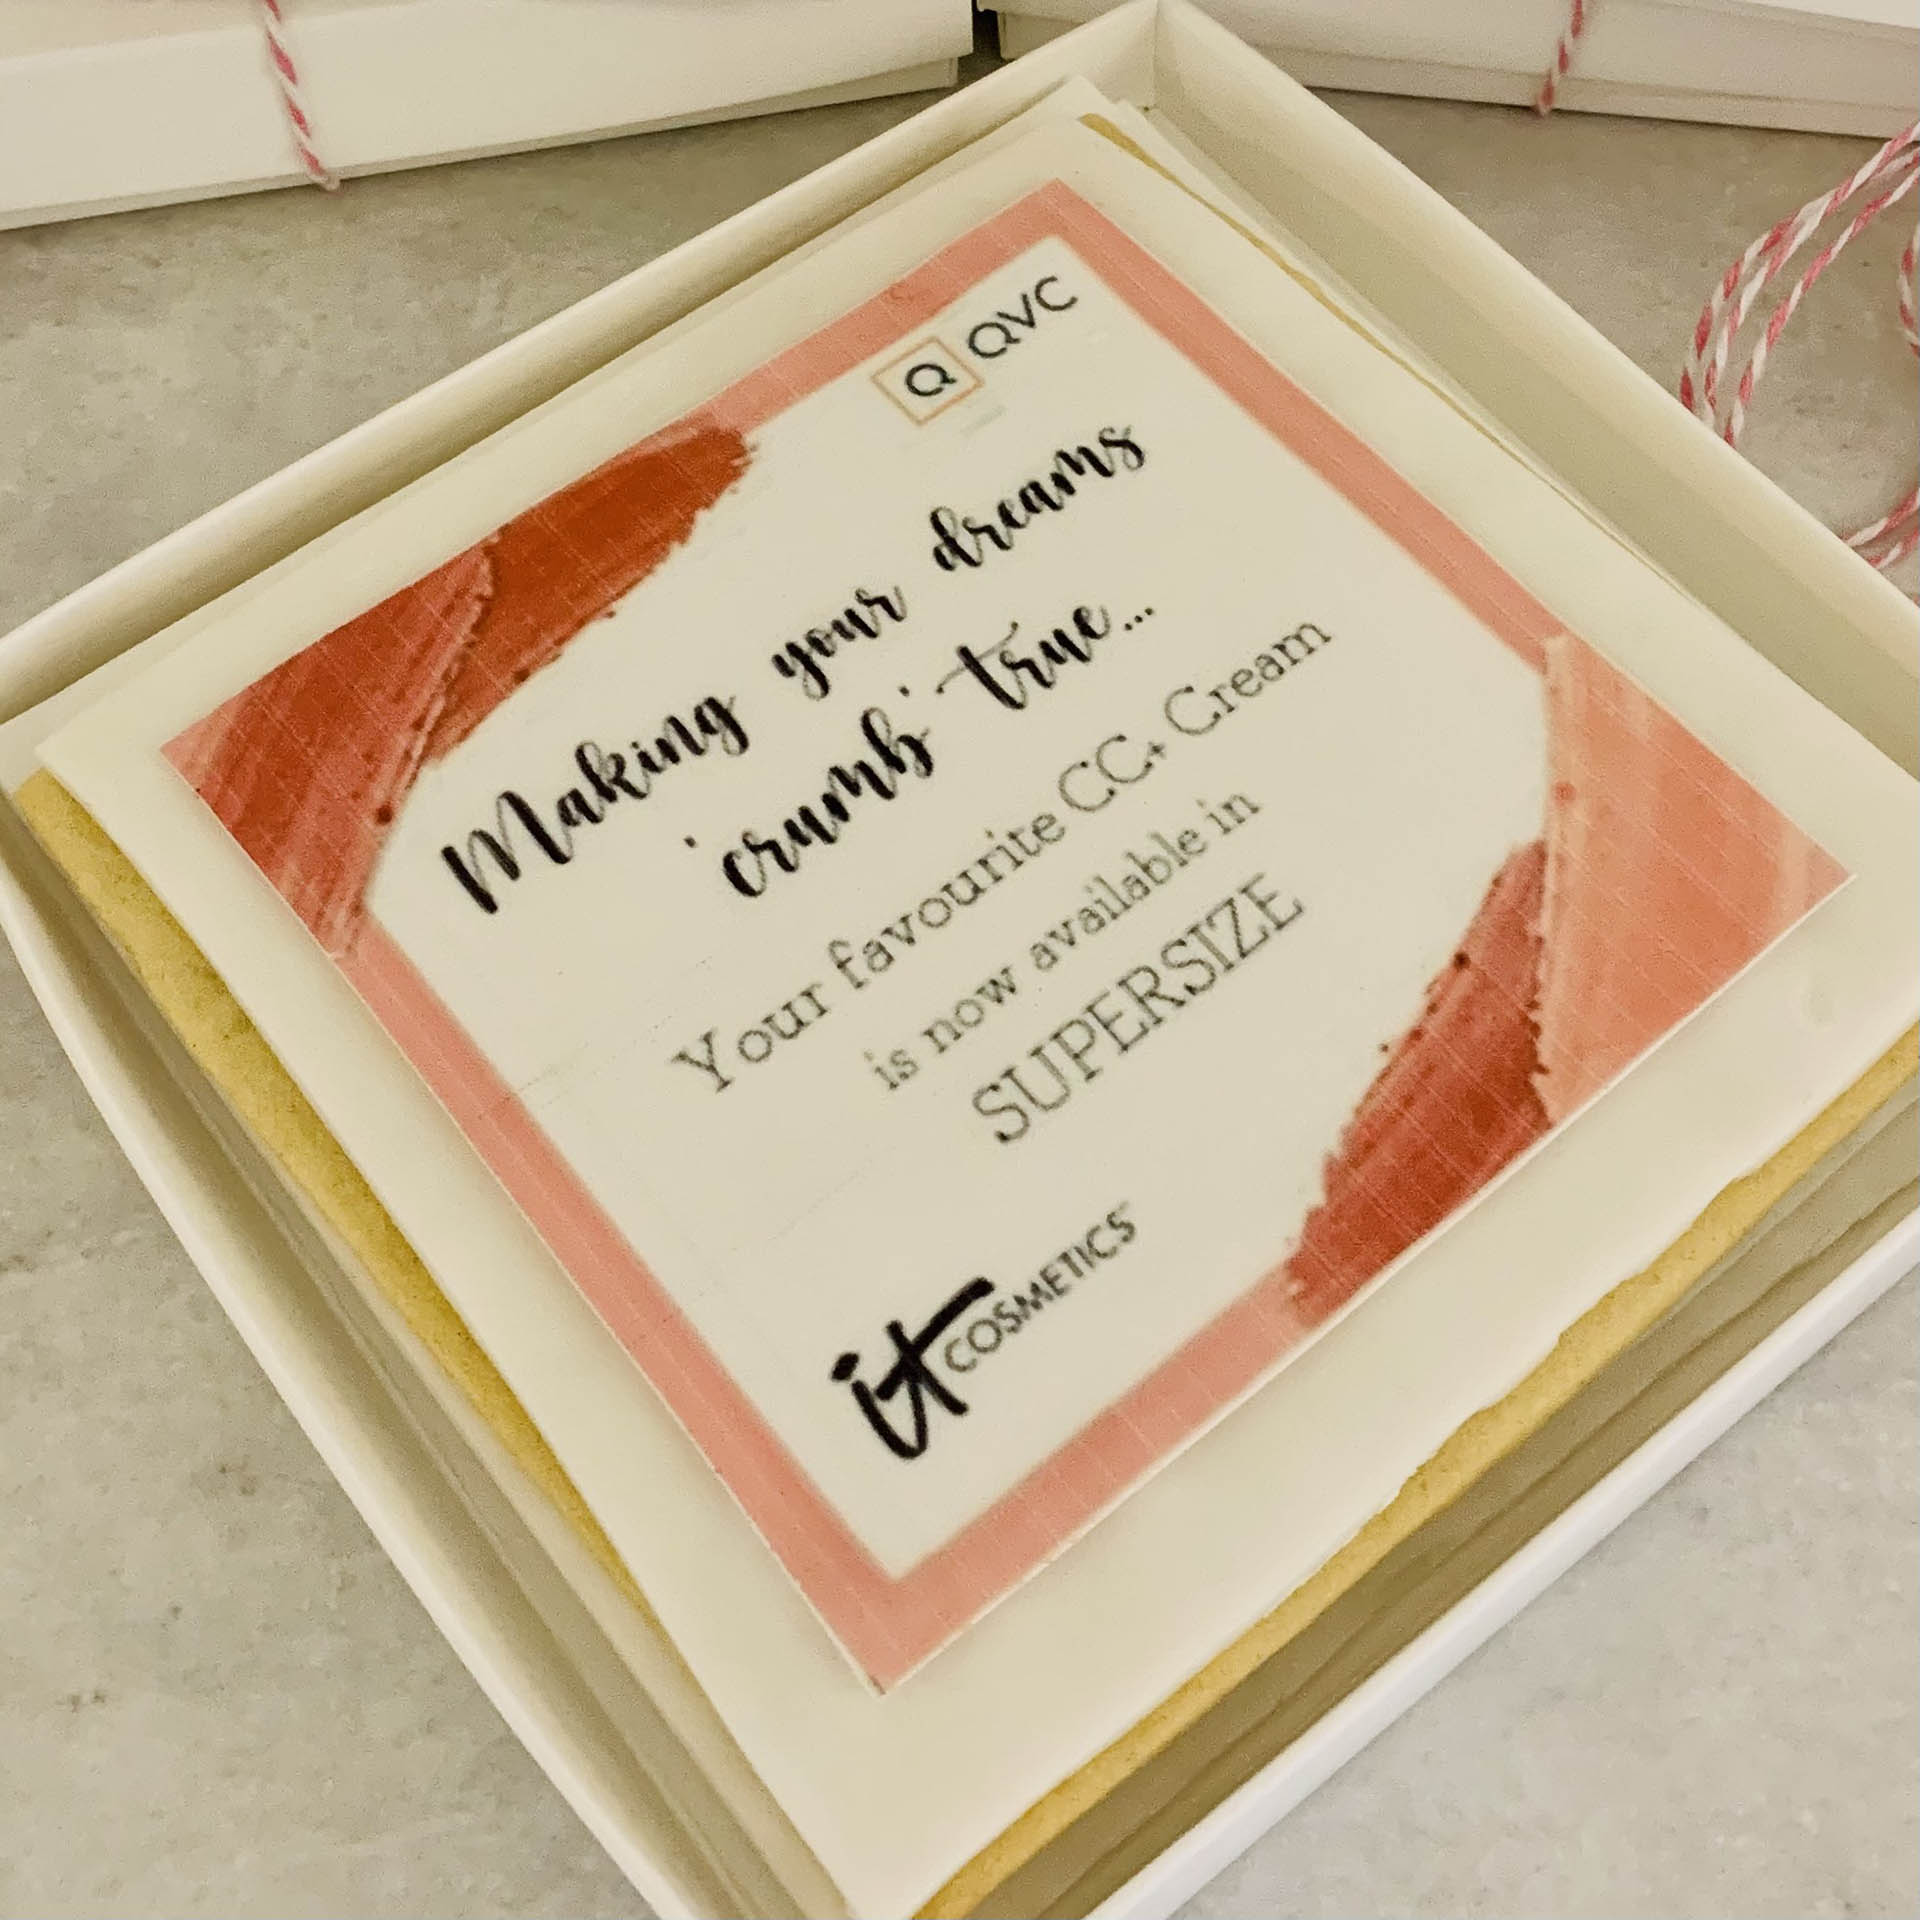 Q QVC
Making your dreams
'crumb' true...
Your favourite CC+ Cream
is now available in
SUPERSIZE
it COSMETICS